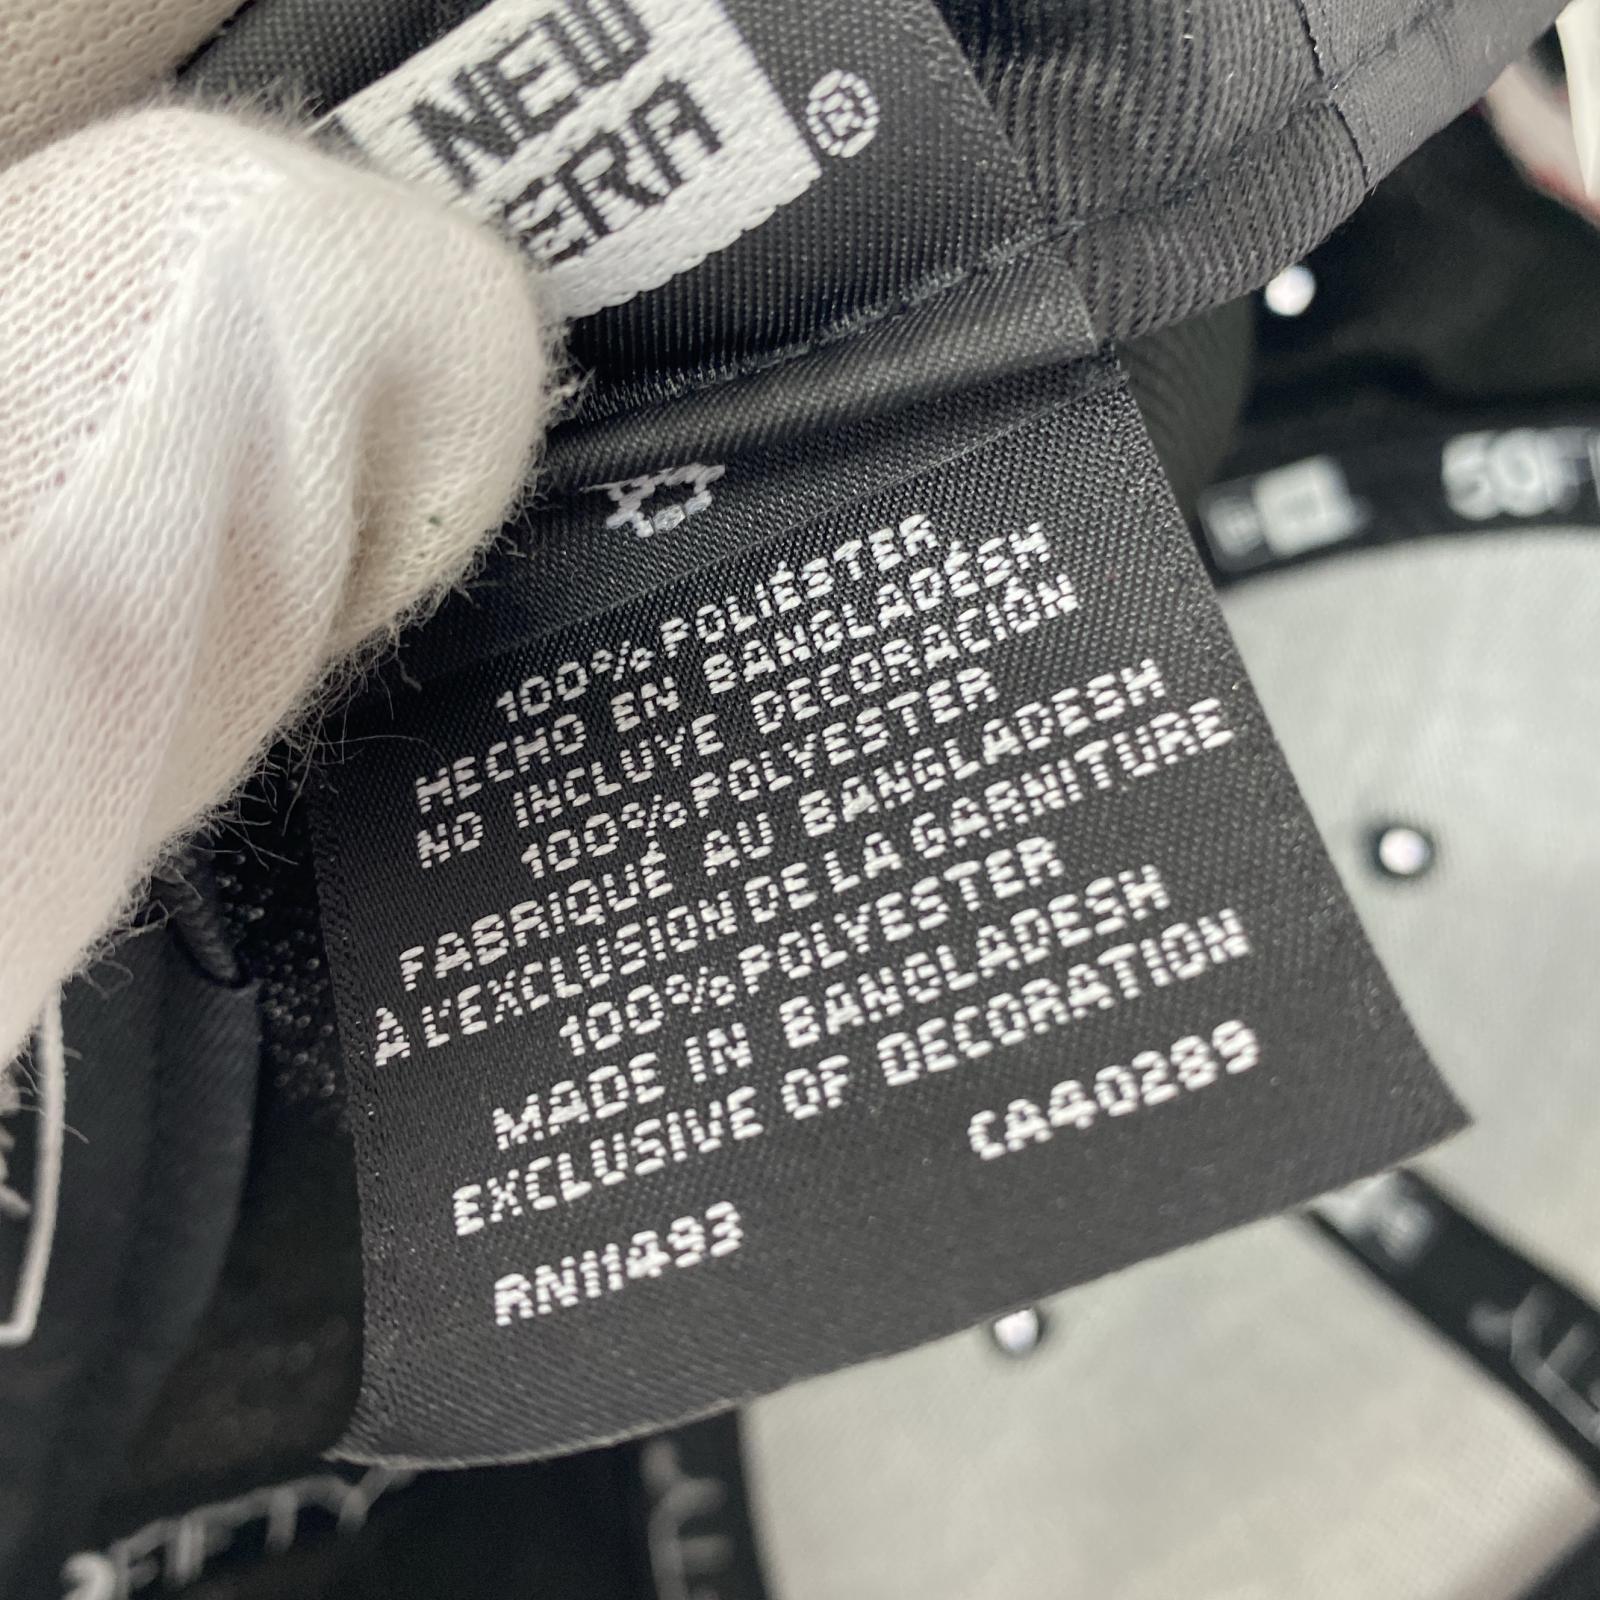 NEW
ERA
®
100% POLIÉSTER
HECHO EN BANGLADÉSH
NO INCLUYE DECORACIÓN
100% POLYESTER
FABRIQUÉ AU BANGLADESH
À L'EXCLUSION DE LA GARNITURE
100% POLYESTER
MADE IN BANGLADESH
EXCLUSIVE OF DECORATION
CA40289
RN11493